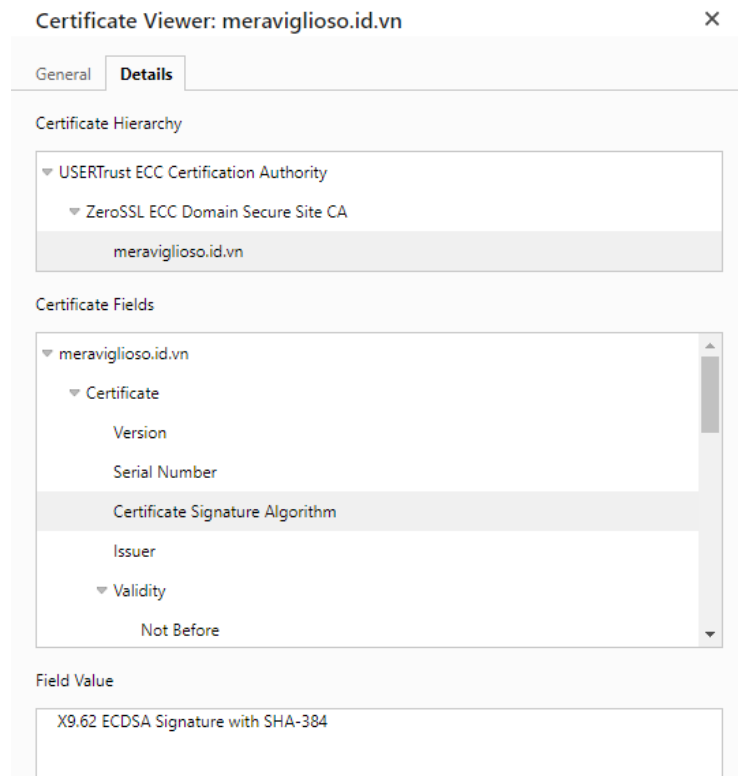 Certificate Viewer: meraviglioso.id.vn
General Details
Certificate Hierarchy
USERTrust ECC Certification Authority
ZeroSSL ECC Domain Secure Site CA
meraviglioso.id.vn
Certificate Fields
meraviglioso.id.vn
Certificate
Version
Serial Number
Certificate Signature Algorithm
Issuer
Validity
Not Before
Field Value
X9.62 ECDSA Signature with SHA-384